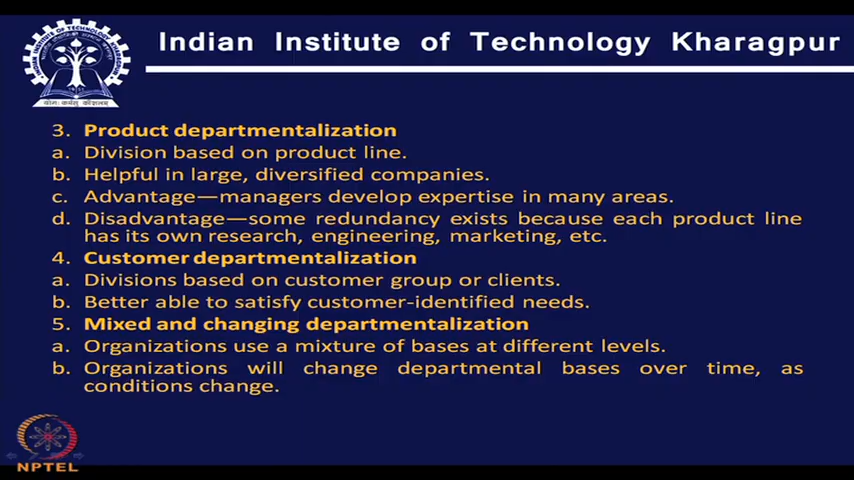 Indian Institute of Technology Kharagpur
3. Product departmentalization
a. Division based on product line.
b. Helpful in large, diversified companies.
c. Advantage—managers develop expertise in many areas.
d. Disadvantage—some redundancy exists because each product line
has its own research, engineering, marketing, etc.
4. Customer departmentalization
a. Divisions based on customer group or clients.
b. Better able to satisfy customer-identified needs.
5. Mixed and changing departmentalization
a. Organizations use a mixture of bases at different levels.
b. Organizations will change departmental bases over time, as
conditions change.
NPTEL